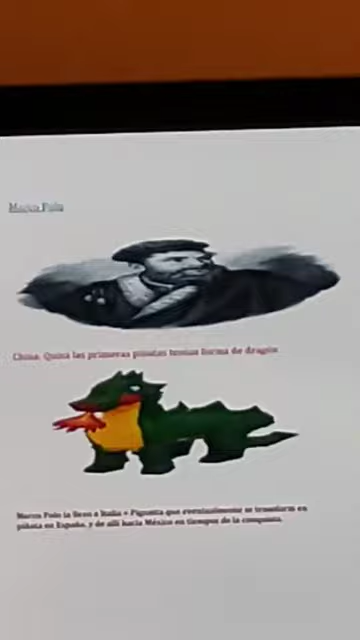 Marco Polo
China. Quizá las primeras piñatas tenían forma de dragón
Marco Polo la lleva a Italia = Pignatta que eventualmente se transformó en
piñata en España, y de allí hacia México en tiempos de la conquista.